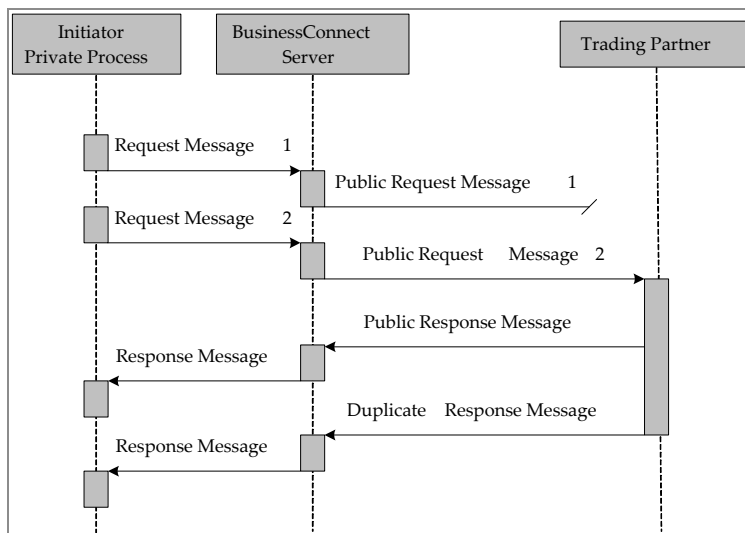 Initiator
Private Process
BusinessConnect
Server
Trading Partner
Request Message 1
Public Request Message 1
Request Message 2
Public Request Message 2
Public Response Message
Response Message
Duplicate Response Message
Response Message